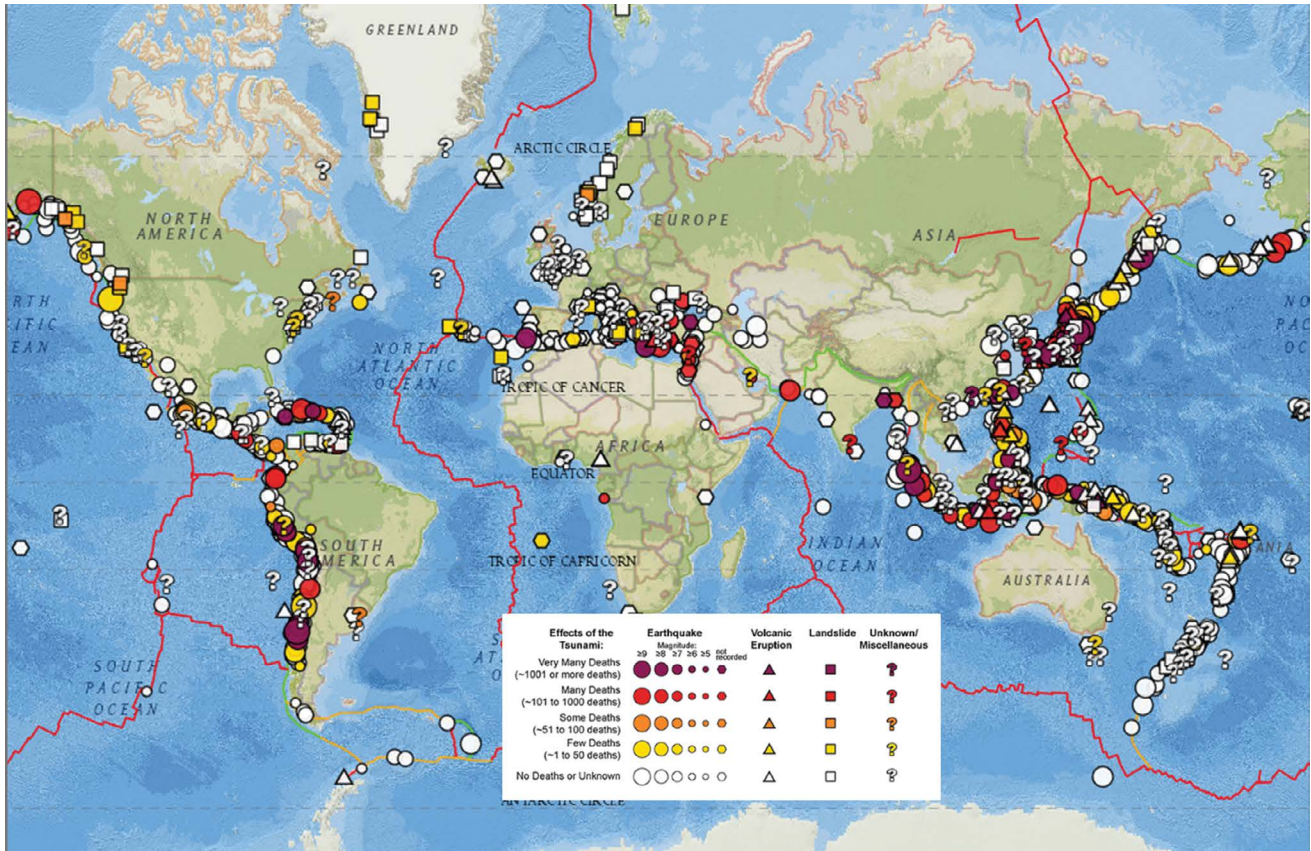 GREENLAND
ARCTIC CIRCLE
NORTH
AMERICA
EUROPE
ASIA
NORTH
ATLANTIC
OCEAN
TROPIC OF CANCER
AFRICA
EQUATOR
SOUTH
AMERICA
TROPIC OF CAPRICORN
INDIAN
OCEAN
AUSTRALIA
SOUTH
PACIFIC
OCEAN
ANTARCTIC CIRCLE
Effects of the
Tsunami:
Earthquake
Magnitude:
≥9 ≥8 ≥7 ≥6 ≥5 not
recorded
Volcanic
Eruption
Landslide
Unknown/
Miscellaneous
Very Many Deaths
(~1001 or more deaths)
Many Deaths
(~101 to 1000 deaths)
Some Deaths
(~51 to 100 deaths)
Few Deaths
(~1 to 50 deaths)
No Deaths or Unknown